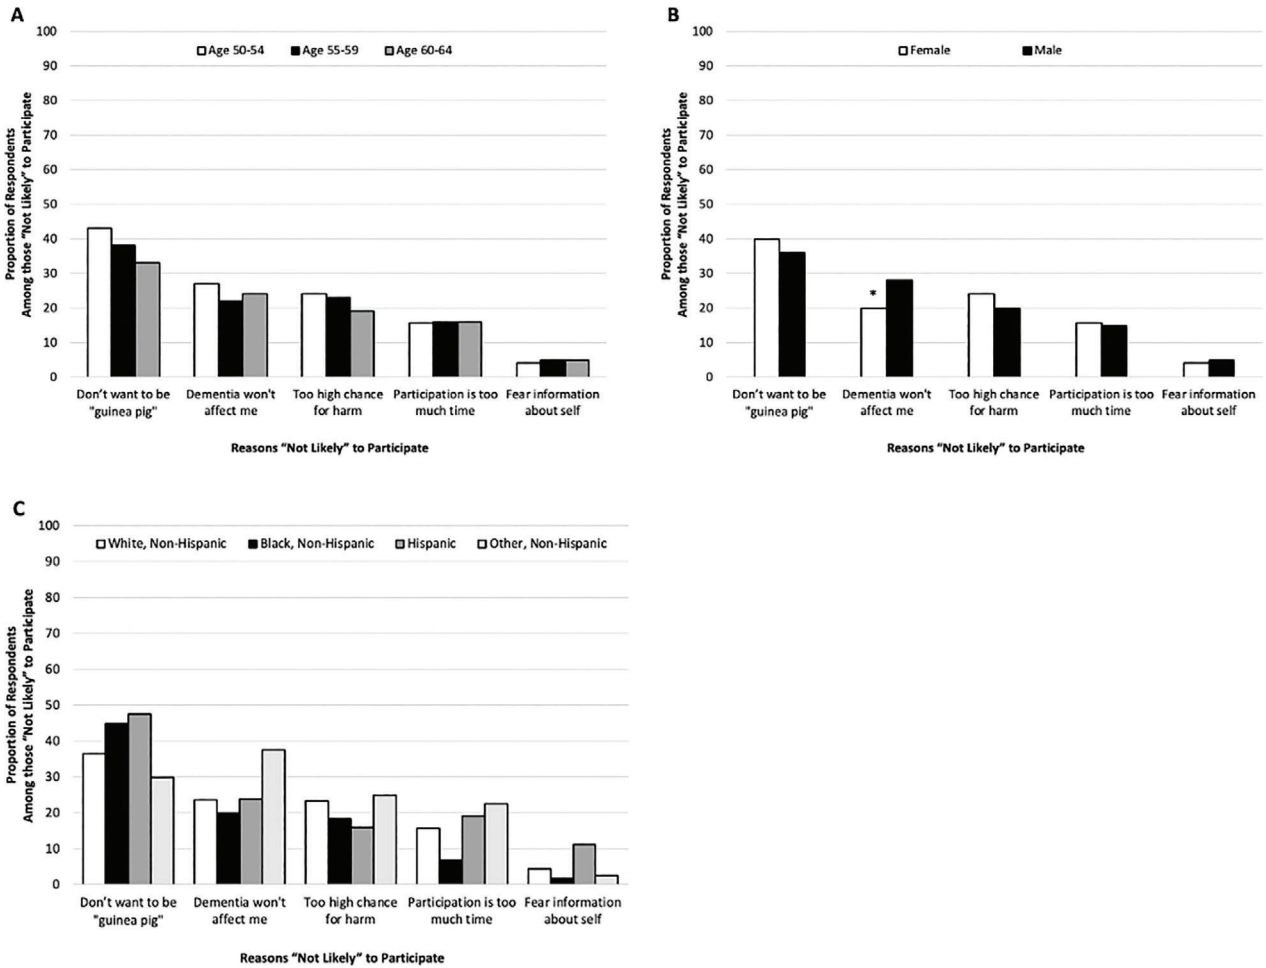 A
Proportion of Respondents
Among those "Not Likely" to Participate
100
90
80
70
60
50
40
30
20
10
0
Age 50-54 Age 55-59 Age 60-64
Don't want to be "guinea pig"
Dementia won't affect me
Too high chance for harm
Participation is too much time
Fear information about self
Reasons "Not Likely" to Participate
B
Proportion of Respondents
Among those "Not Likely" to Participate
100
90
80
70
60
50
40
30
20
10
0
Female Male
*
Don't want to be "guinea pig"
Dementia won't affect me
Too high chance for harm
Participation is too much time
Fear information about self
Reasons "Not Likely" to Participate
C
Proportion of Respondents
Among those "Not Likely" to Participate
100
90
80
70
60
50
40
30
20
10
0
White, Non-Hispanic Black, Non-Hispanic Hispanic Other, Non-Hispanic
Don't want to be "guinea pig"
Dementia won't affect me
Too high chance for harm
Participation is too much time
Fear information about self
Reasons "Not Likely" to Participate